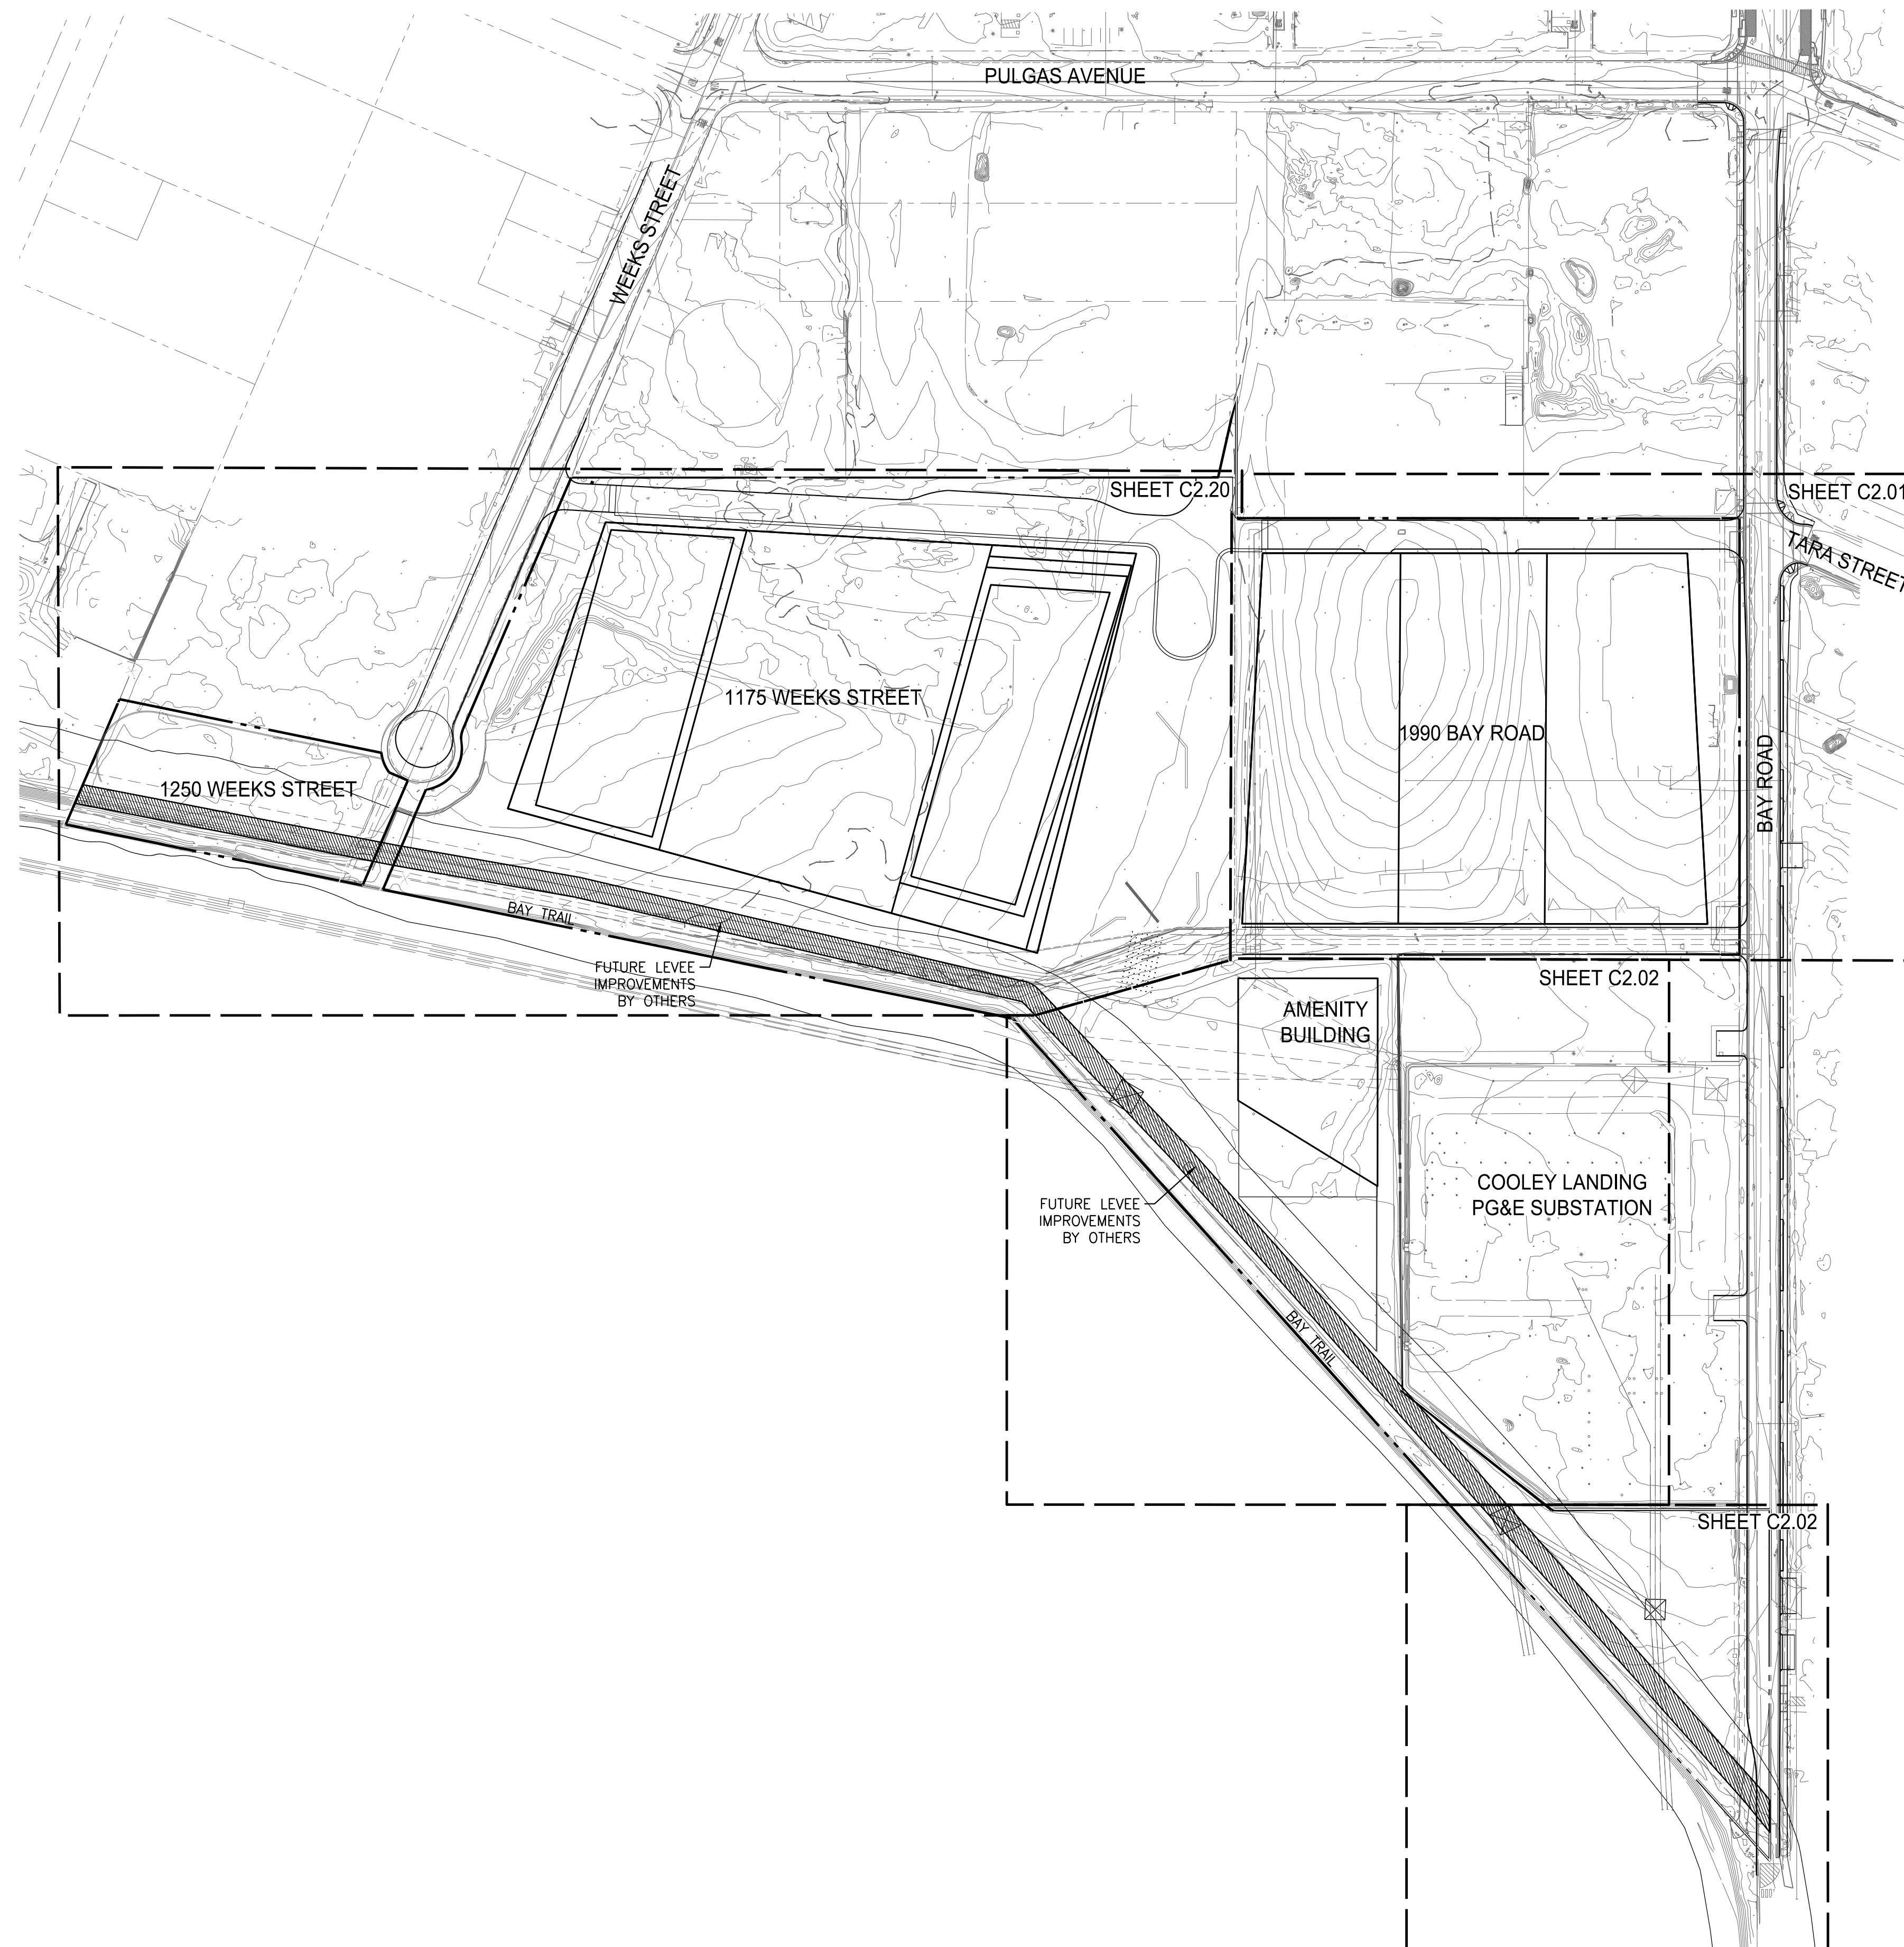 PULGAS AVENUE
WEEKS STREET
SHEET C2.20
SHEET C2.01
TARA STREET
1175 WEEKS STREET
1990 BAY ROAD
BAY ROAD
1250 WEEKS STREET
BAY TRAIL
FUTURE LEVEE
IMPROVEMENTS
BY OTHERS
SHEET C2.02
AMENITY
BUILDING
COOLEY LANDING
PG&E SUBSTATION
FUTURE LEVEE
IMPROVEMENTS
BY OTHERS
BAY TRAIL
SHEET C2.02